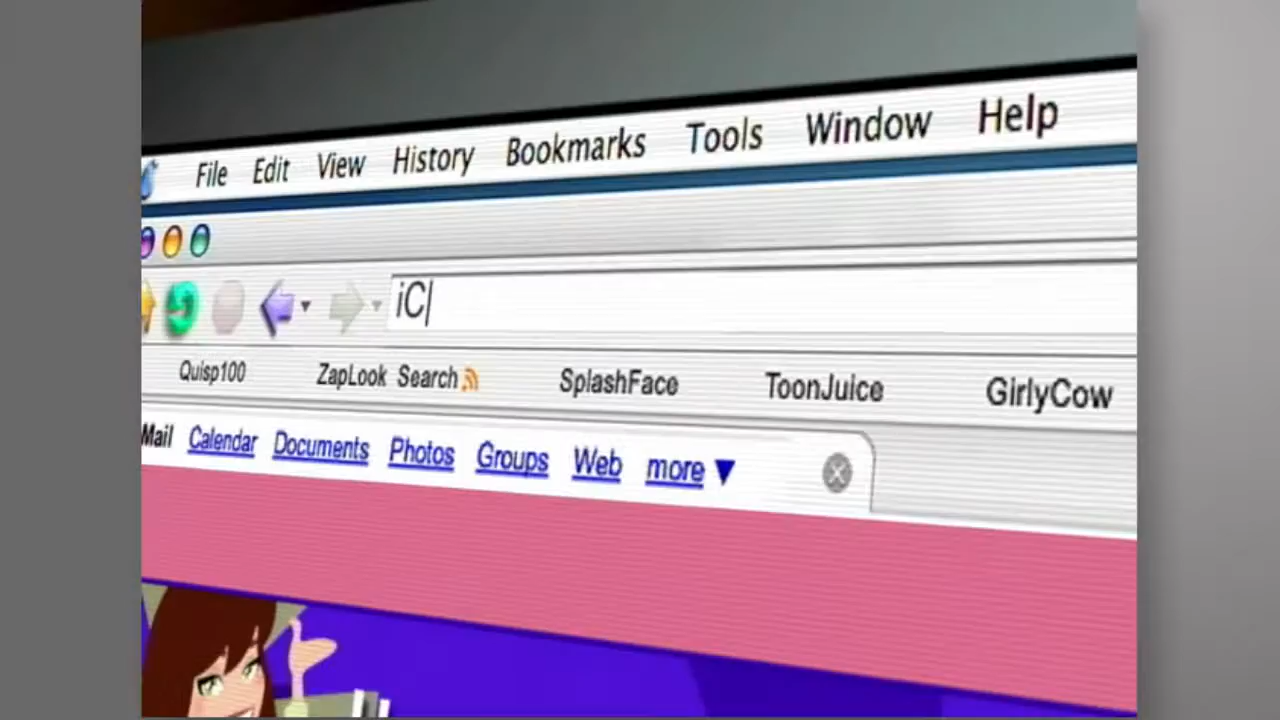 File Edit View History Bookmarks Tools Window Help
iC
Quisp100 ZapLook Search SplashFace ToonJuice GirlyCow
Mail Calendar Documents Photos Groups Web more ▼